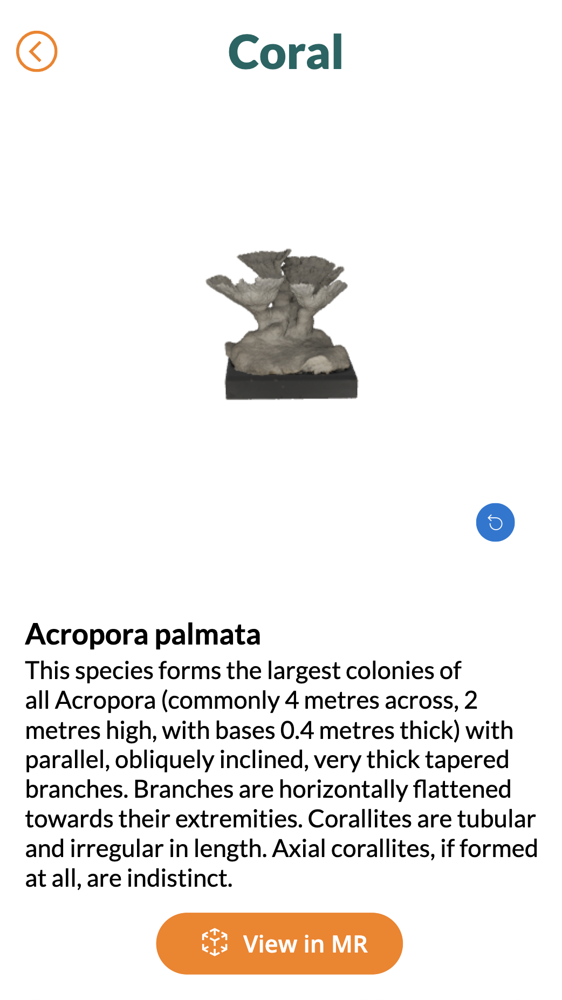 Coral
Acropora palmata
This species forms the largest colonies of
all Acropora (commonly 4 metres across, 2
metres high, with bases 0.4 metres thick) with
parallel, obliquely inclined, very thick tapered
branches. Branches are horizontally flattened
towards their extremities. Corallites are tubular
and irregular in length. Axial corallites, if formed
at all, are indistinct.
View in MR